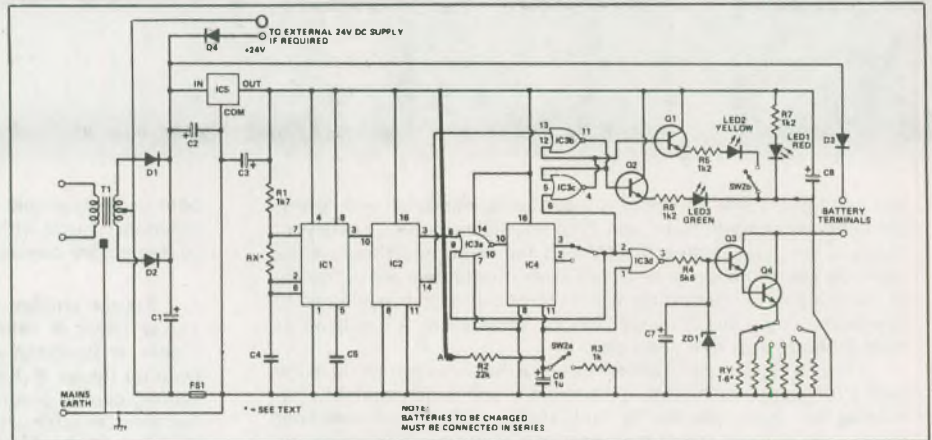 TO EXTERNAL 24V DC SUPPLY
IF REQUIRED
D4
+24V
IN
IC5
OUT
COM
C2
D1
C3
T1
D2
C1
R1
1k7
RX*
7
2
6
4
8
3
IC1
1
5
C4
C5
10
16
3
14
IC2
8
11
8
9
14
IC3a
10
7
10
16
3
2
IC4
8
11
13
12
IC3b
11
5
6
IC3c
Q1
Q2
R5
1k2
LED2
YELLOW
R6
1k2
LED3
GREEN
SW2b
R7
1k2
LED1
RED
C8
D3
BATTERY
TERMINALS
2
1
IC3d
3
R4
5k6
Q3
Q4
C7
ZD1
RY
1-6*
A
R2
22k
SW2a
C6
1u
R3
1k
FS1
MAINS
EARTH
* = SEE TEXT
NOTE:
BATTERIES TO BE CHARGED
MUST BE CONNECTED IN SERIES